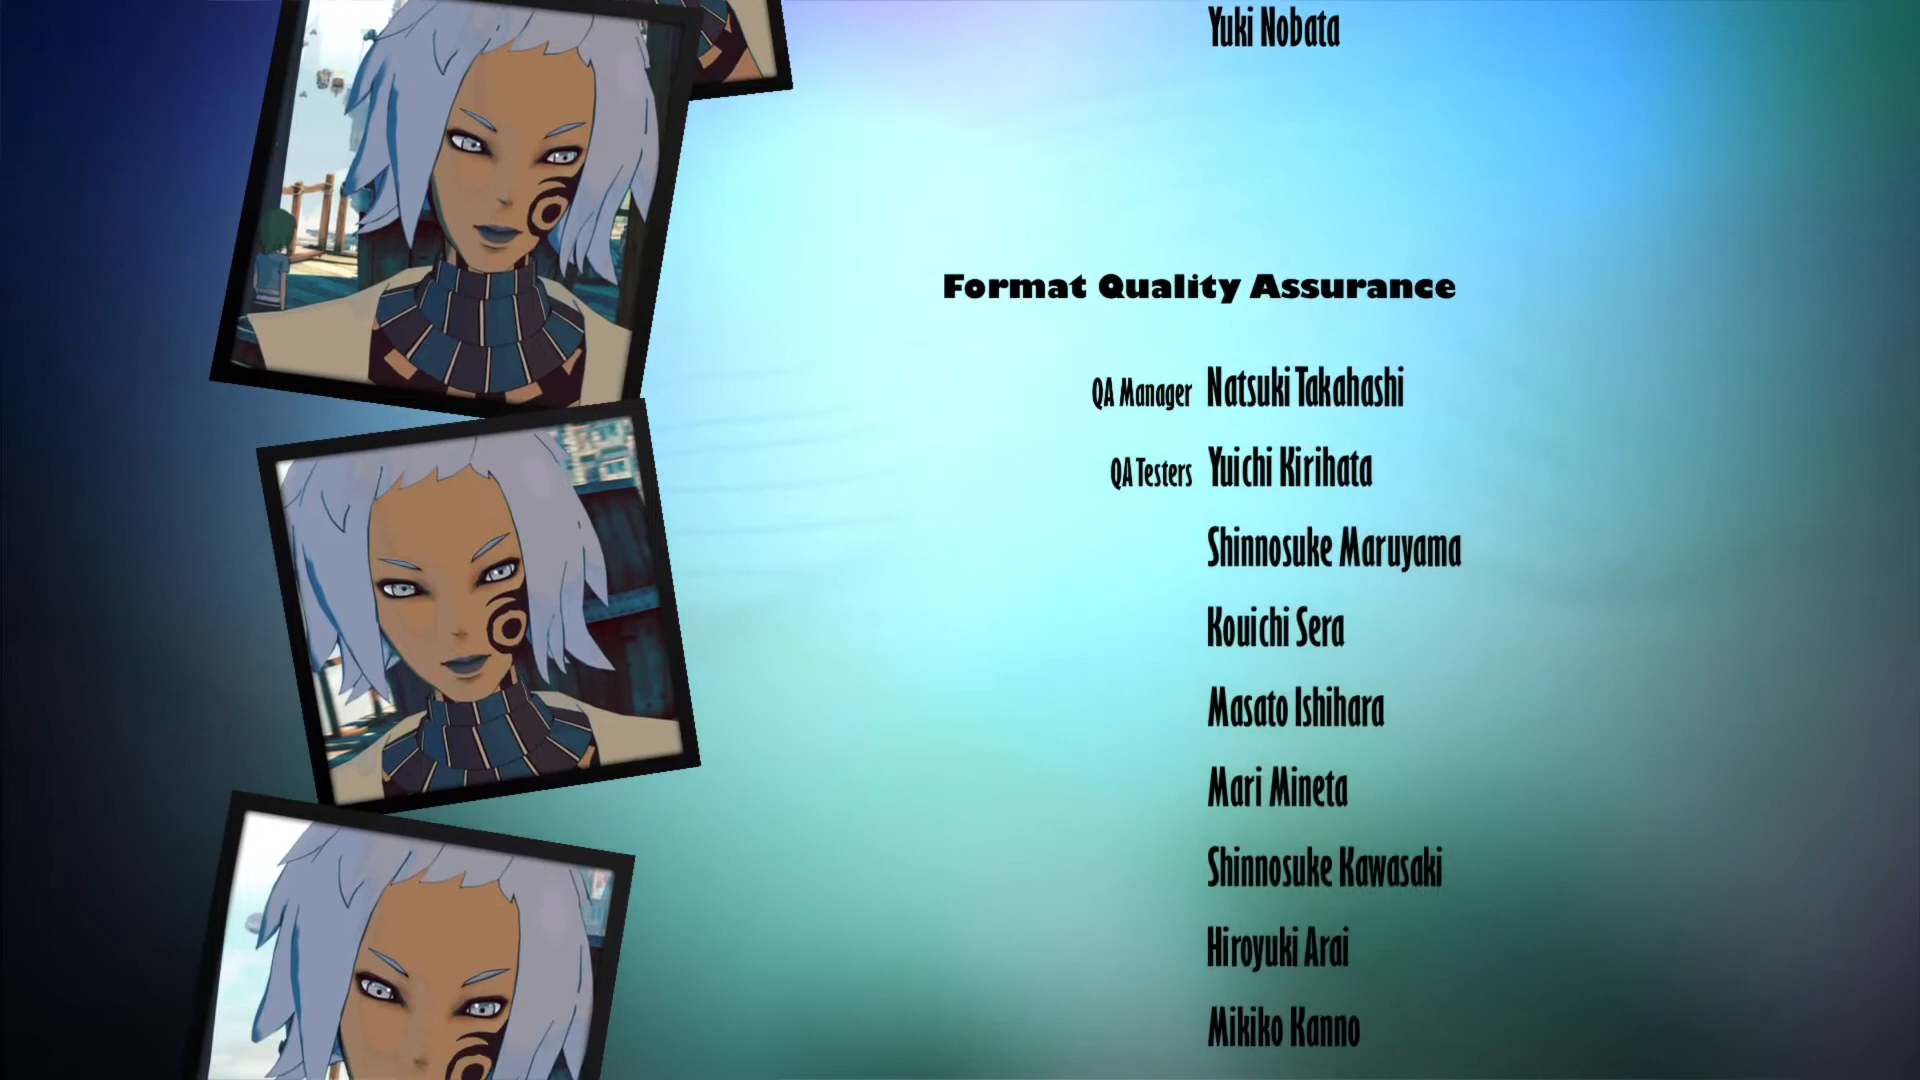 Yuki Nobata
Format Quality Assurance
QA Manager Natsuki Takahashi
QA Testers Yuichi Kirihata
Shinnosuke Maruyama
Kouichi Sera
Masato Ishihara
Mari Mineta
Shinnosuke Kawasaki
Hiroyuki Arai
Mikiko Kanno